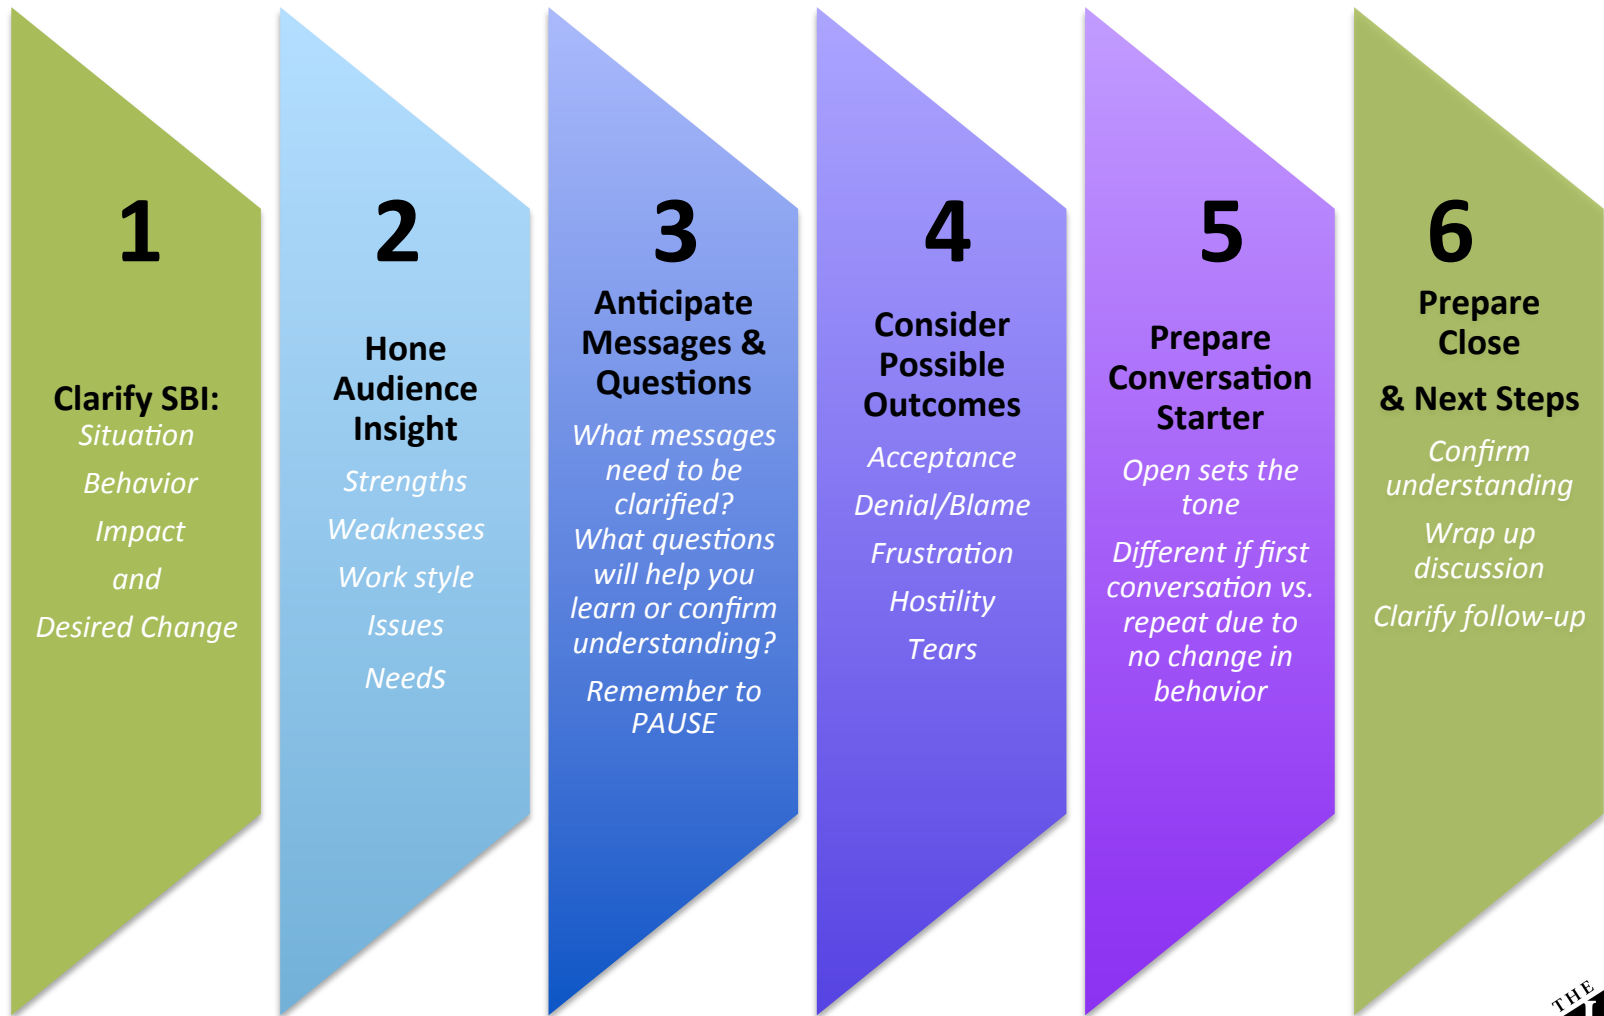 1
Clarify SBI:
Situation
Behavior
Impact
and
Desired Change
2
Hone
Audience
Insight
Strengths
Weaknesses
Work style
Issues
Needs
3
Anticipate
Messages &
Questions
What messages
need to be
clarified?
What questions
will help you
learn or confirm
understanding?
Remember to
PAUSE
4
Consider
Possible
Outcomes
Acceptance
Denial/Blame
Frustration
Hostility
Tears
5
Prepare
Conversation
Starter
Open sets the
tone
Different if first
conversation vs.
repeat due to
no change in
behavior
6
Prepare
Close
& Next Steps
Confirm
understanding
Wrap up
discussion
Clarify follow-up
THE